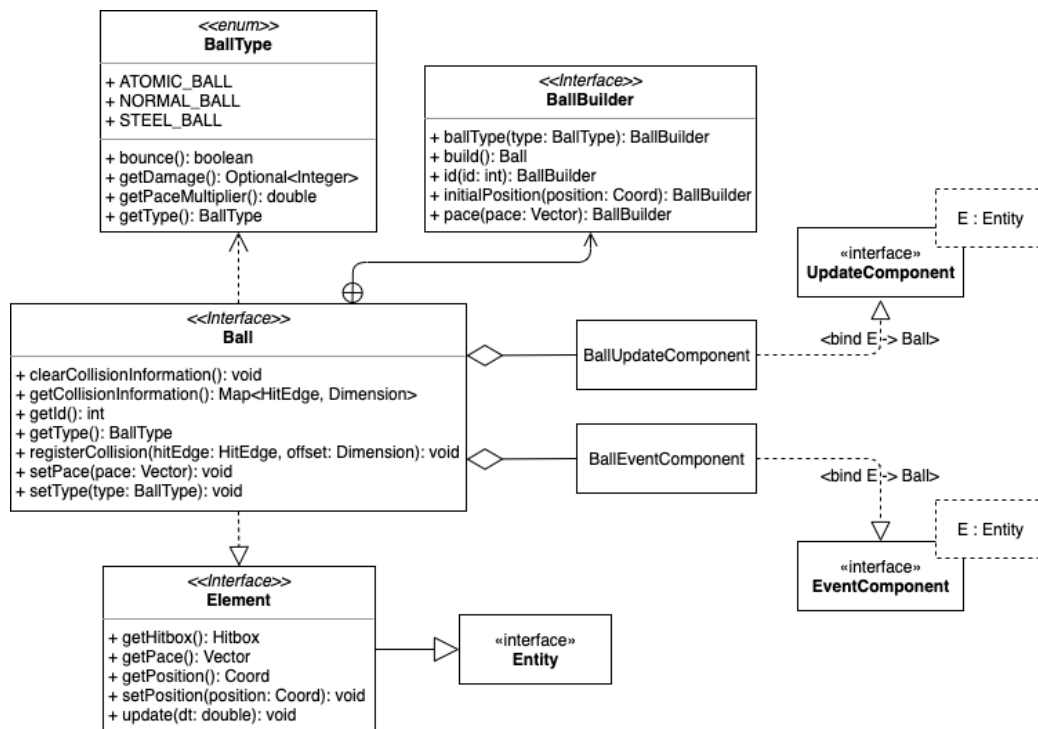 <<enum>>
BallType
+ ATOMIC_BALL
+ NORMAL_BALL
+ STEEL_BALL
+ bounce(): boolean
+ getDamage(): Optional<Integer>
+ getPaceMultiplier(): double
+ getType(): BallType
<<Interface>>
BallBuilder
+ ballType(type: BallType): BallBuilder
+ build(): Ball
+ id(id: int): BallBuilder
+ initialPosition(position: Coord): BallBuilder
+ pace(pace: Vector): BallBuilder
E : Entity
«interface»
UpdateComponent
<<Interface>>
Ball
+ clearCollisionInformation(): void
+ getCollisionInformation(): Map<HitEdge, Dimension>
+ getId(): int
+ getType(): BallType
+ registerCollision(hitEdge: HitEdge, offset: Dimension): void
+ setPace(pace: Vector): void
+ setType(type: BallType): void
BallUpdateComponent
<bind E -> Ball>
BallEventComponent
<bind E -> Ball>
E : Entity
«interface»
EventComponent
<<Interface>>
Element
+ getHitbox(): Hitbox
+ getPace(): Vector
+ getPosition(): Coord
+ setPosition(position: Coord): void
+ update(dt: double): void
«interface»
Entity